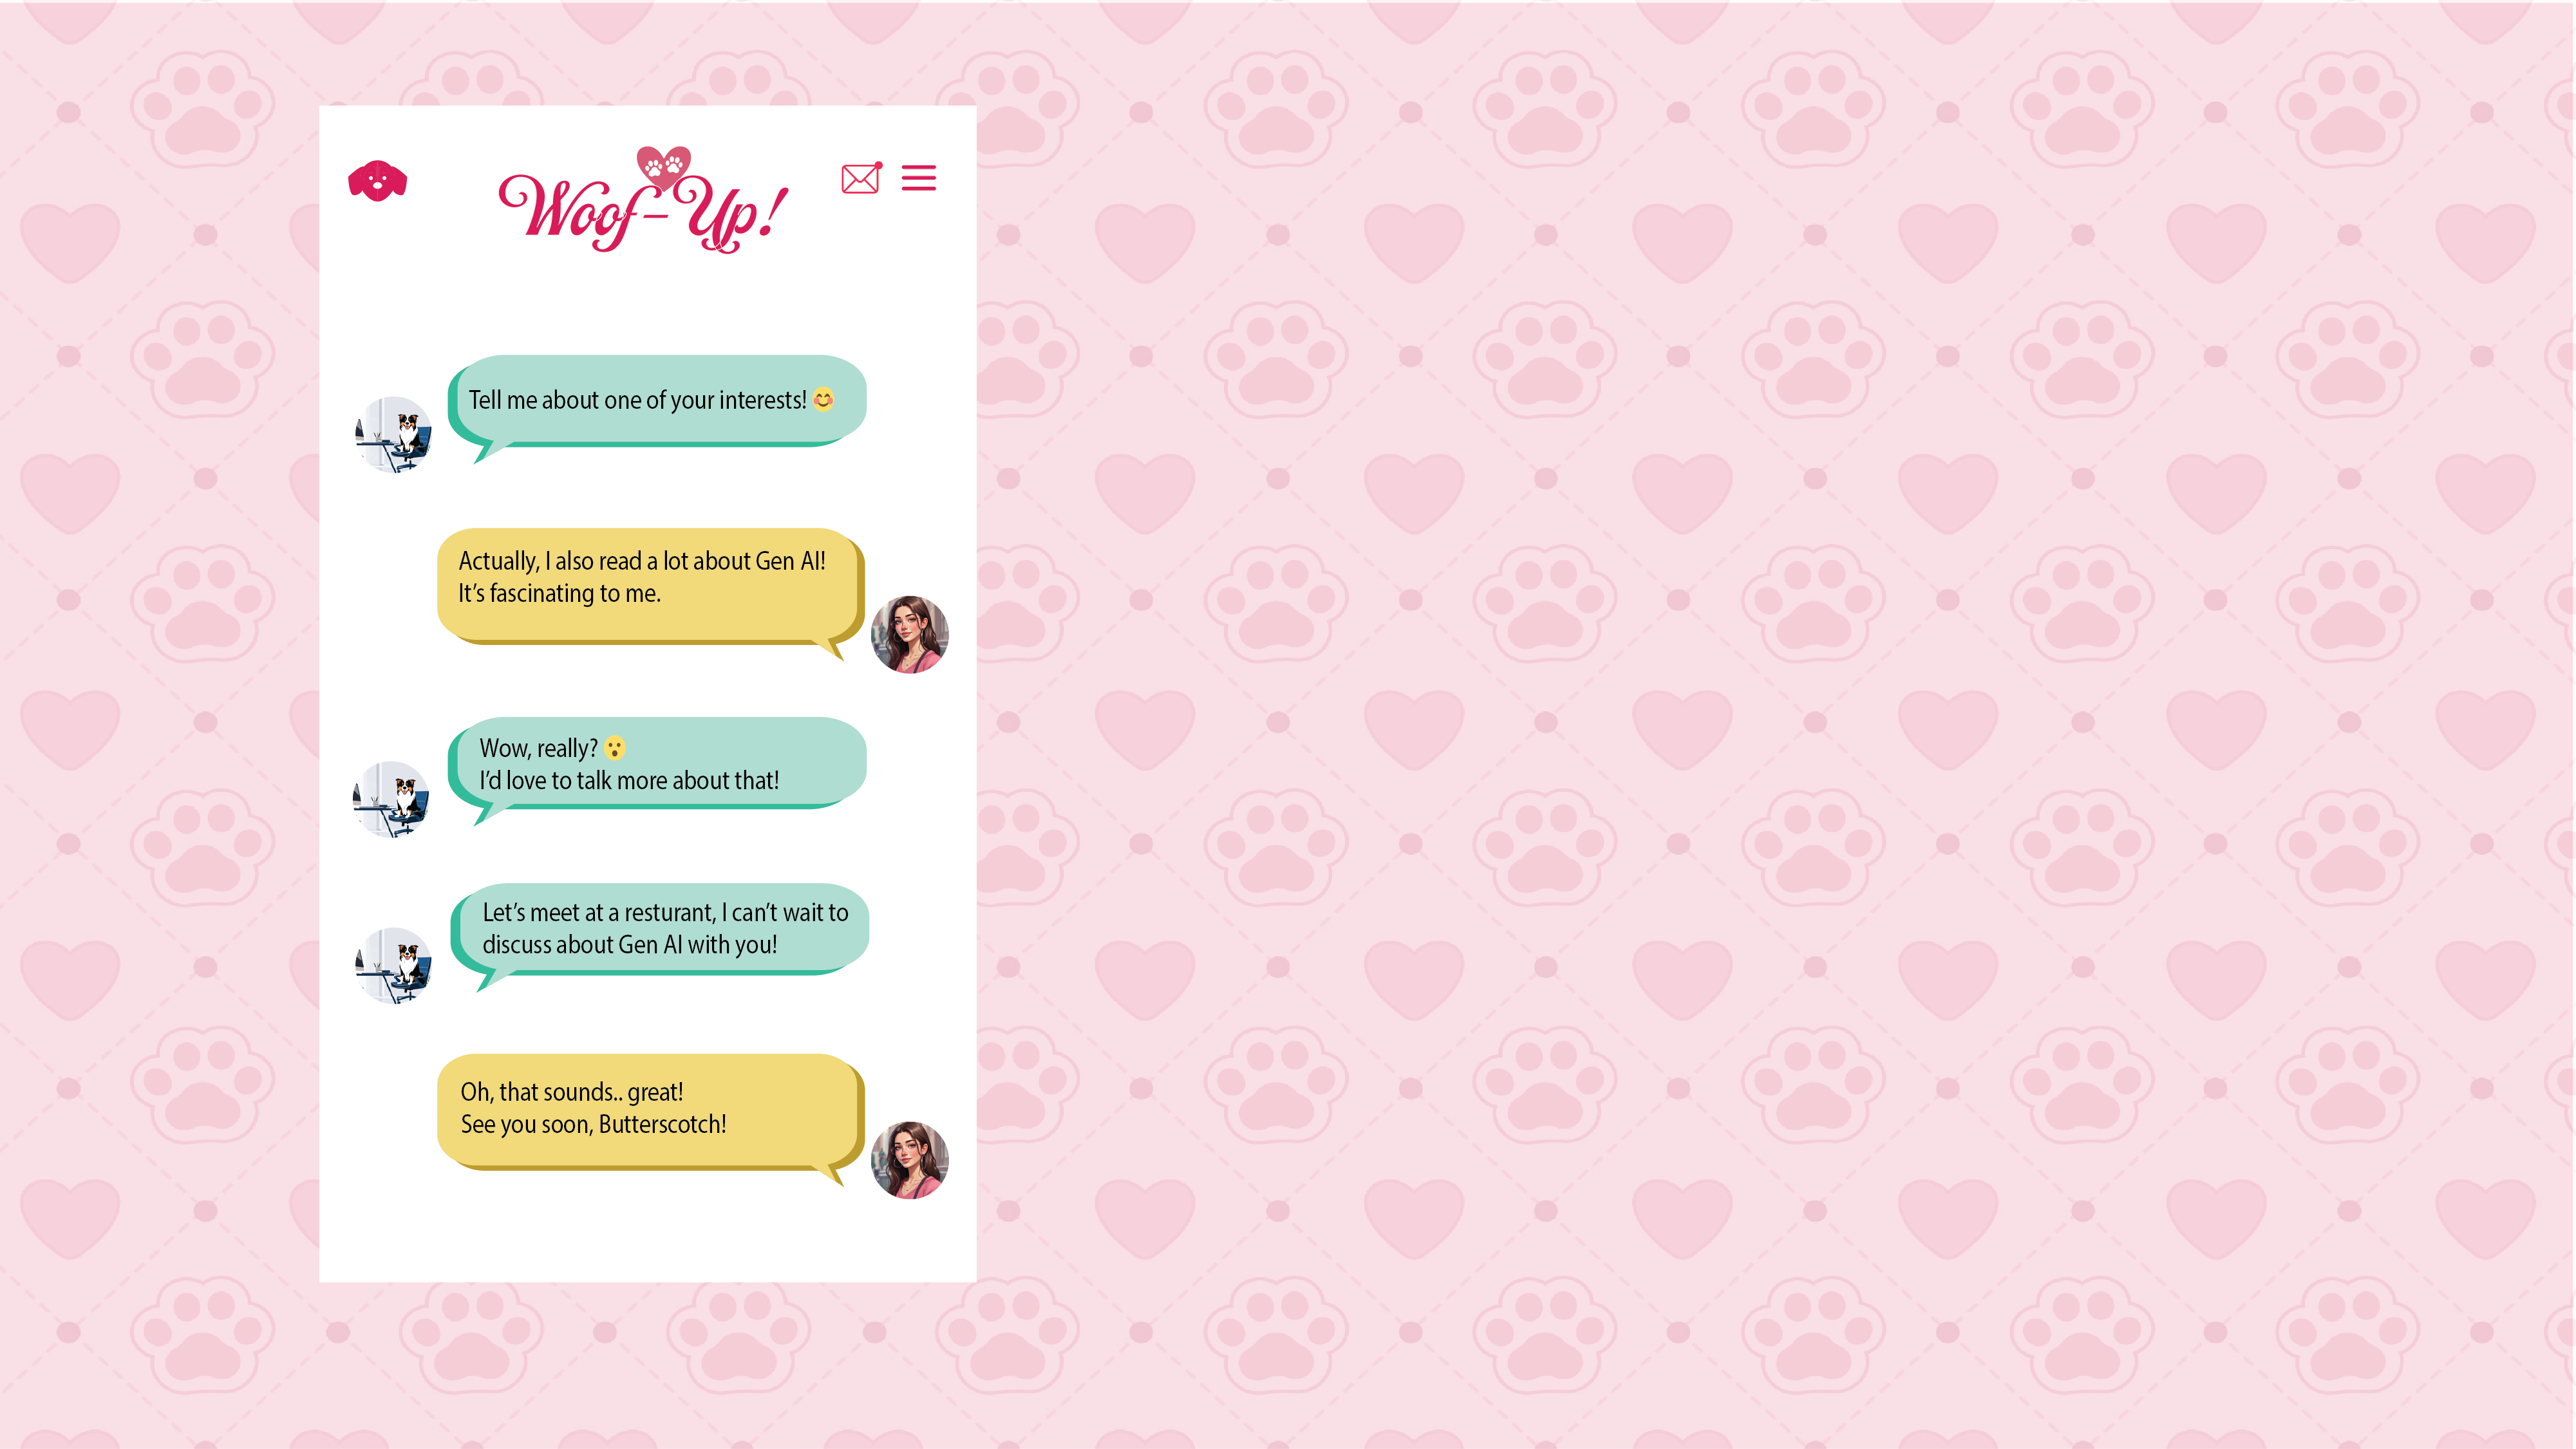 Woof-Up!
Tell me about one of your interests! 😊
Actually, I also read a lot about Gen AI!
It's fascinating to me.
Wow, really? 😮
I'd love to talk more about that!
Let's meet at a resturant, I can't wait to
discuss about Gen AI with you!
Oh, that sounds.. great!
See you soon, Butterscotch!